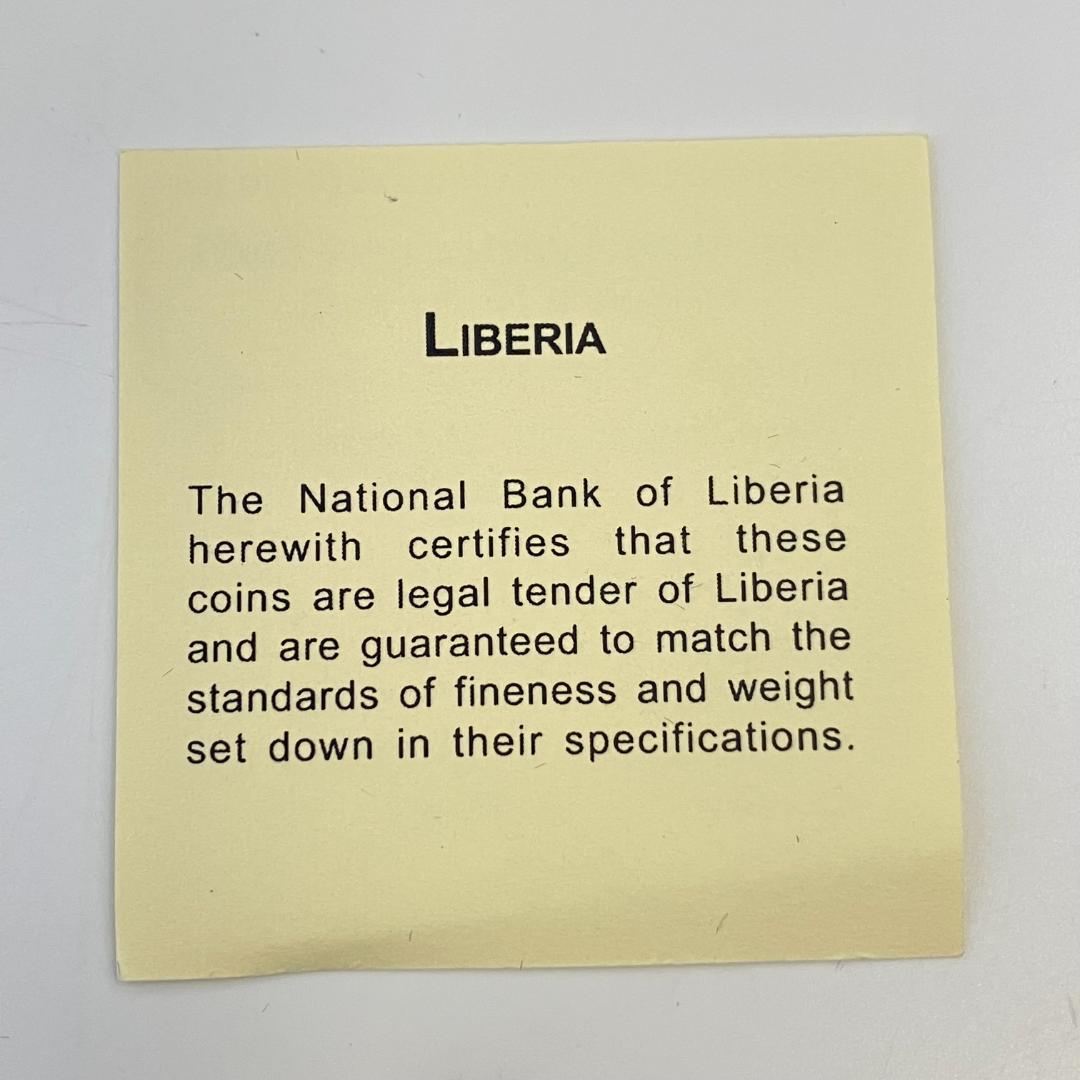 LIBERIA
The National Bank of Liberia
herewith certifies that these
coins are legal tender of Liberia
and are guaranteed to match the
standards of fineness and weight
set down in their specifications.